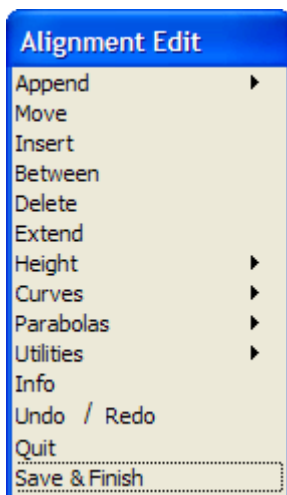 Alignment Edit
Append
Move
Insert
Between
Delete
Extend
Height
Curves
Parabolas
Utilities
Info
Undo / Redo
Quit
Save & Finish